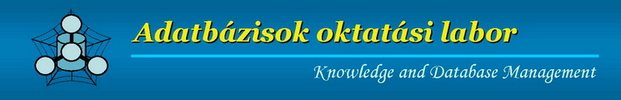 Adatbázisok oktatási labor
Knowledge and Database Management